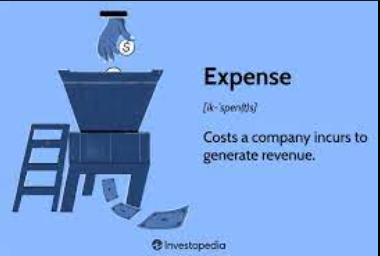 $
Expense
[ik-ˈspen(t)s]
Costs a company incurs to
generate revenue.
Investopedia